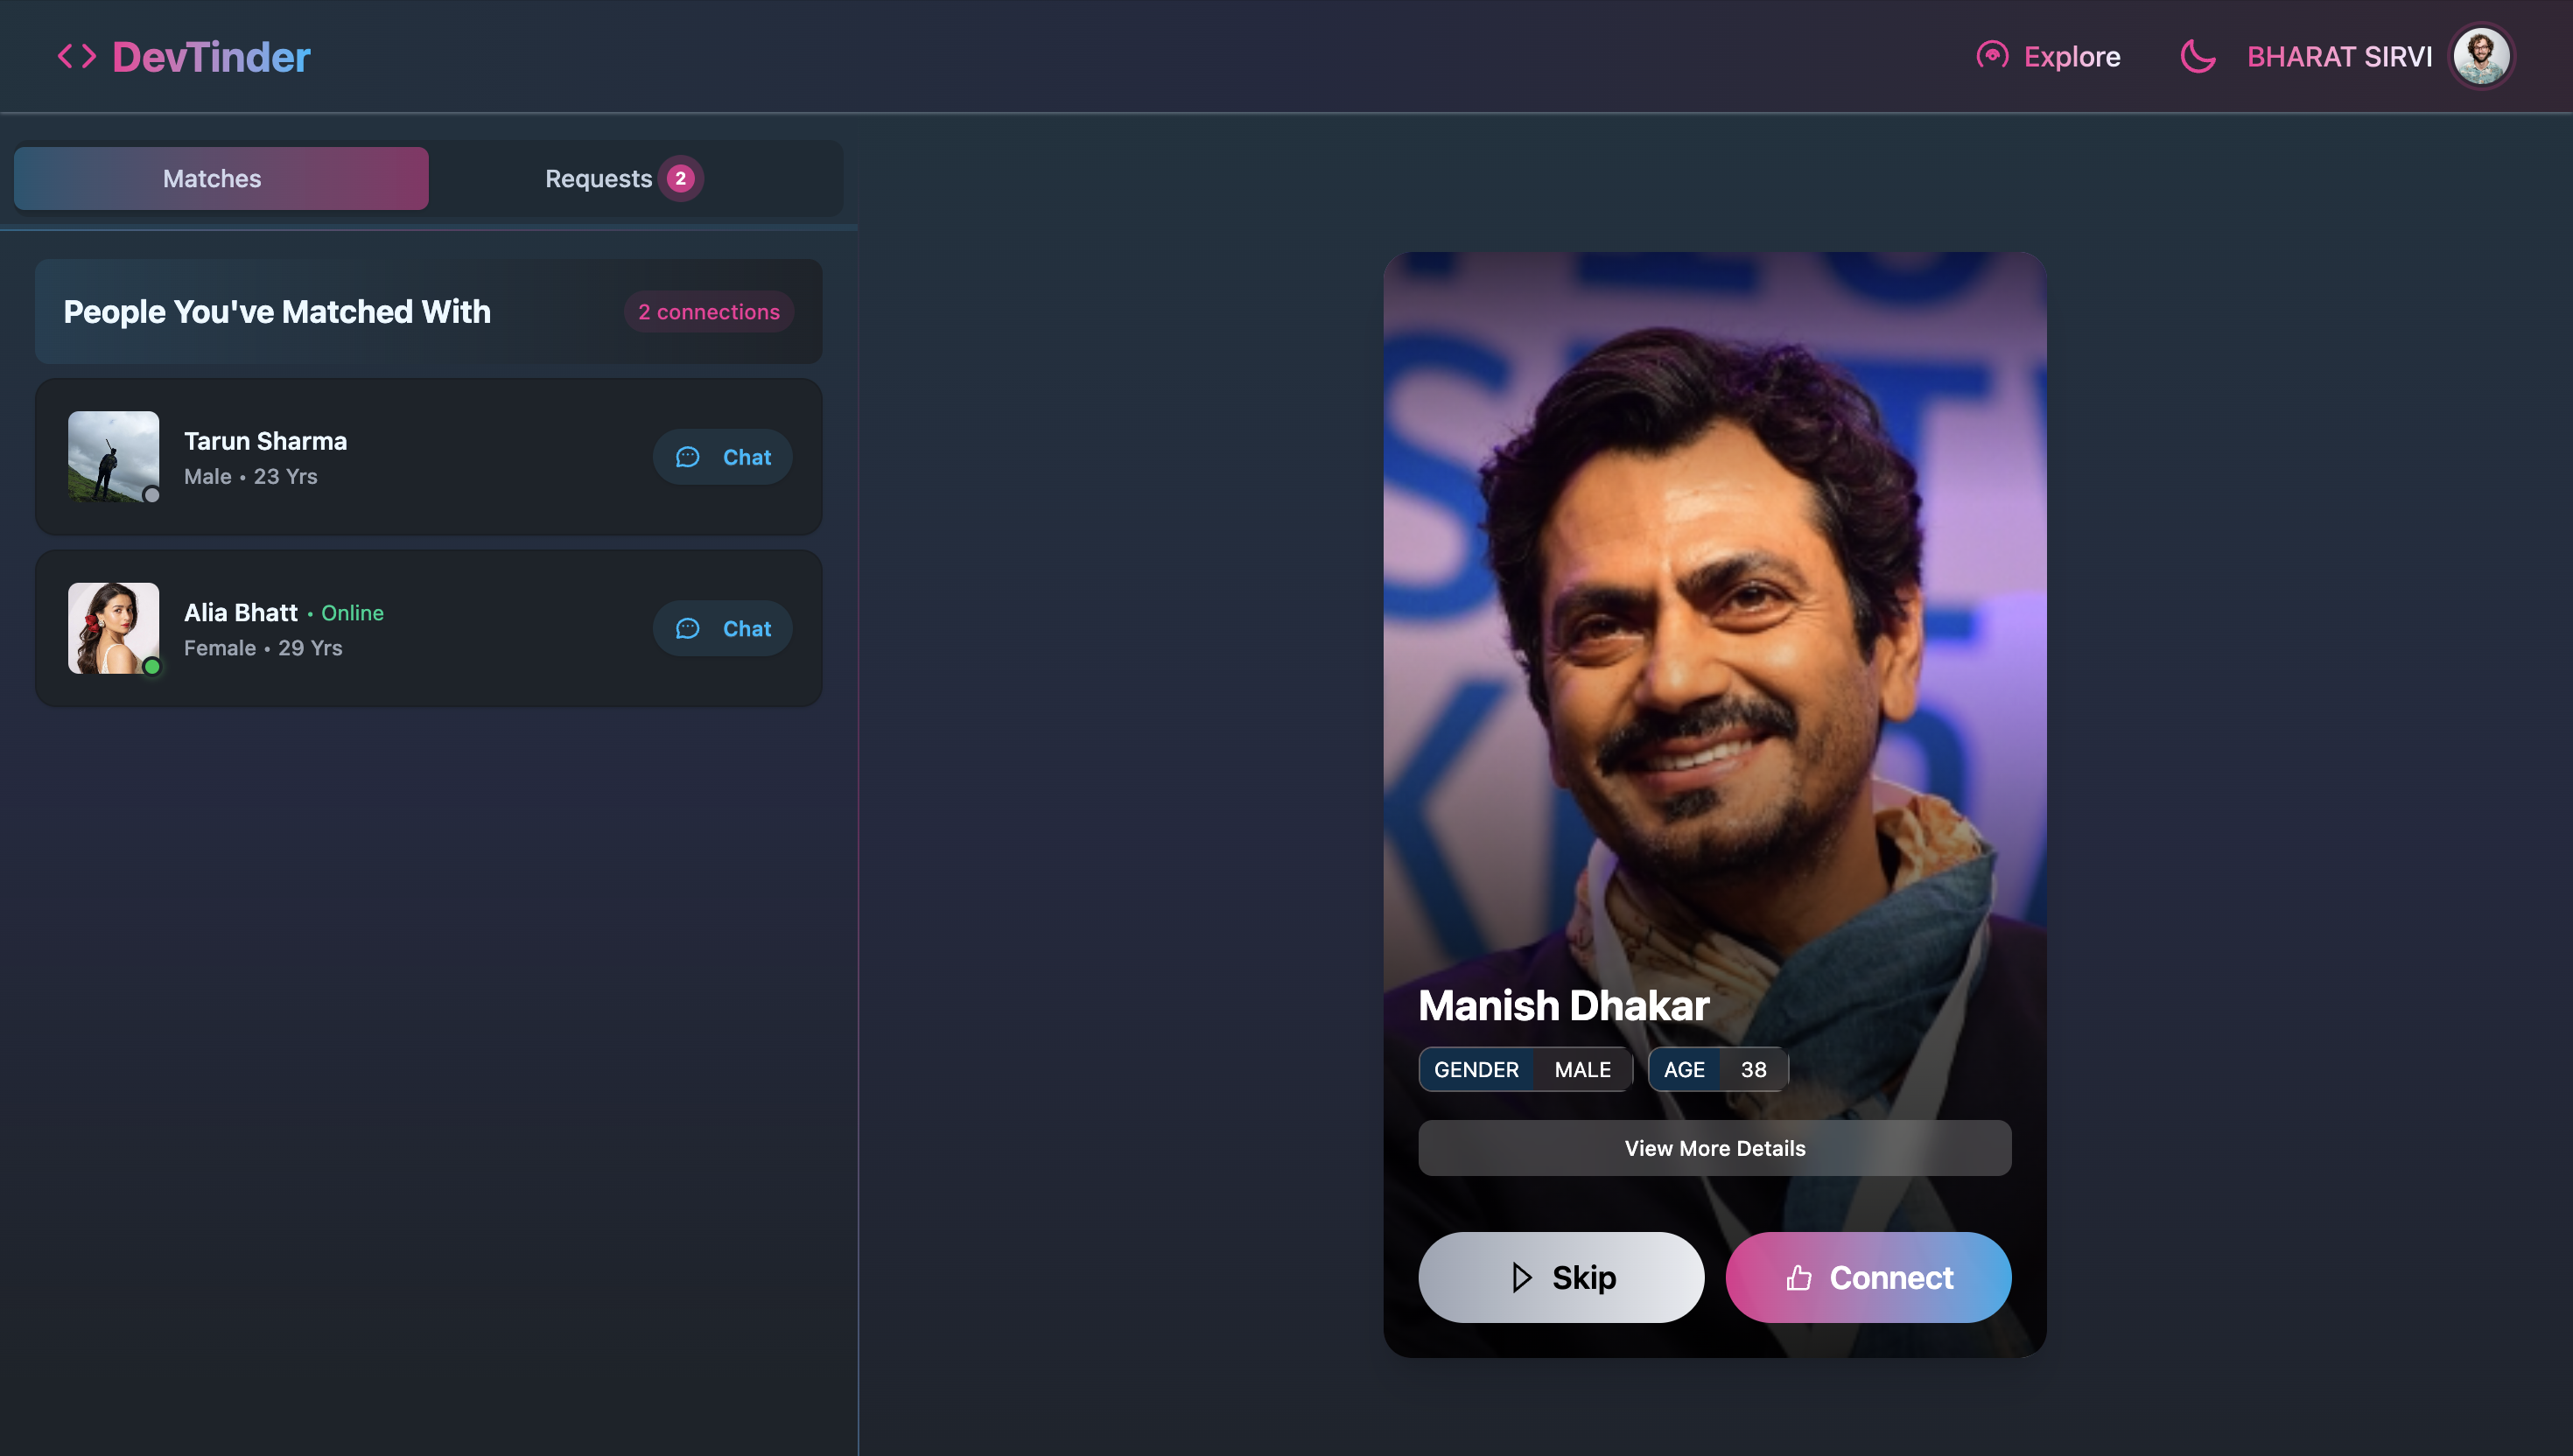 <> DevTinder
Explore
BHARAT SIRVI
Matches
Requests 2
People You've Matched With
2 connections
Tarun Sharma
Male • 23 Yrs
Chat
Alia Bhatt • Online
Female • 29 Yrs
Chat
Manish Dhakar
GENDER MALE AGE 38
View More Details
Skip
Connect